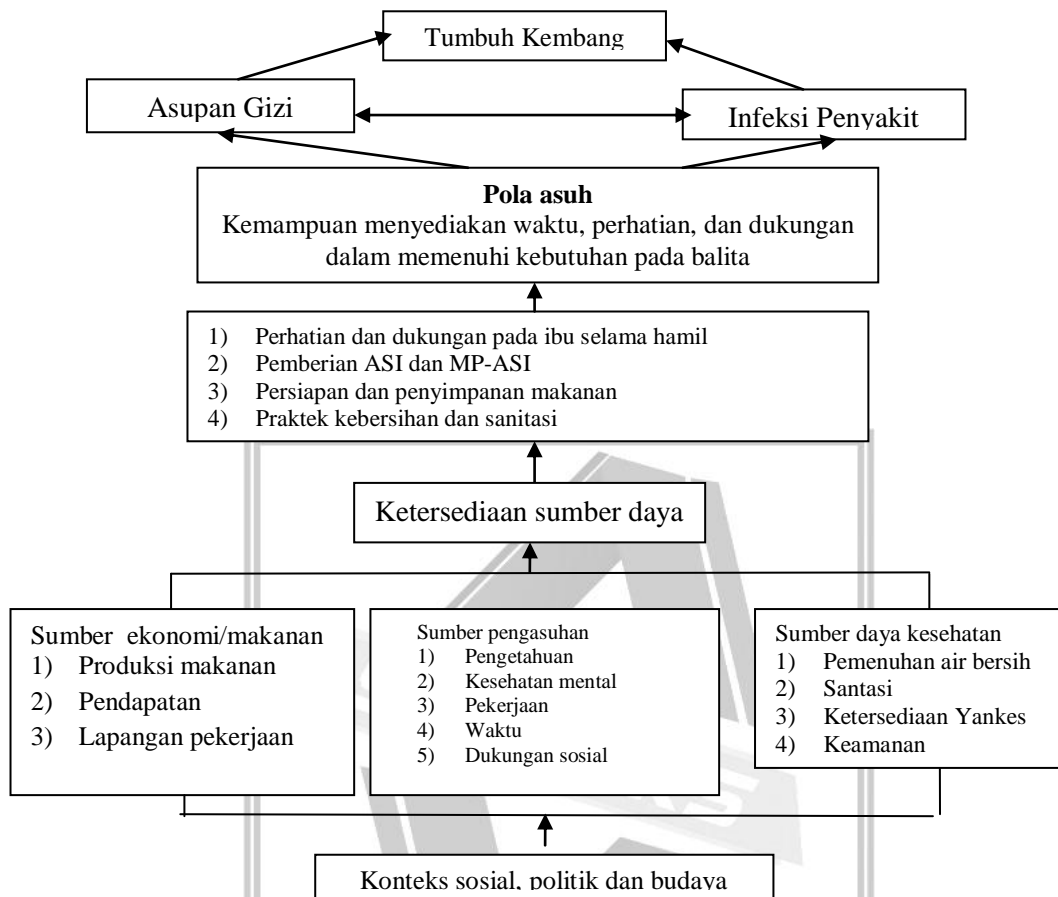 Tumbuh Kembang
Asupan Gizi
Infeksi Penyakit
Pola asuh
Kemampuan menyediakan waktu, perhatian, dan dukungan
dalam memenuhi kebutuhan pada balita
1) Perhatian dan dukungan pada ibu selama hamil
2) Pemberian ASI dan MP-ASI
3) Persiapan dan penyimpanan makanan
4) Praktek kebersihan dan sanitasi
Ketersediaan sumber daya
Sumber ekonomi/makanan
1) Produksi makanan
2) Pendapatan
3) Lapangan pekerjaan
Sumber pengasuhan
1) Pengetahuan
2) Kesehatan mental
3) Pekerjaan
4) Waktu
5) Dukungan sosial
Sumber daya kesehatan
1) Pemenuhan air bersih
2) Santasi
3) Ketersediaan Yankes
4) Keamanan
Konteks sosial, politik dan budaya